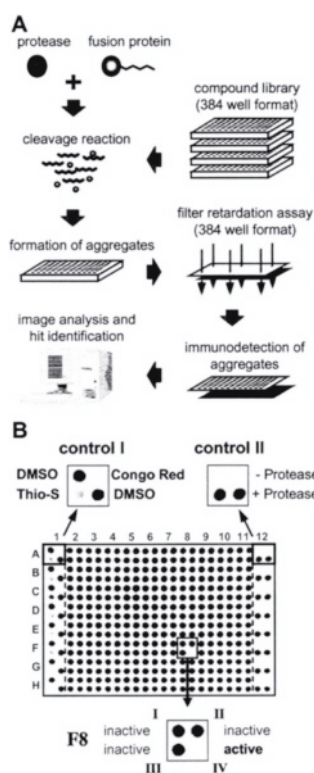 A
protease fusion protein
+
compound library
(384 well format)
cleavage reaction
filter retardation assay
(384 well format)
formation of aggregates
image analysis and
hit identification
immunodetection of
aggregates
B
control I control II
DMSO Congo Red - Protease
Thio-S DMSO + Protease
1 2 3 4 5 6 7 8 9 10 11 12
A
B
C
D
E
F
G
H
I II
F8 inactive inactive
inactive active
III IV